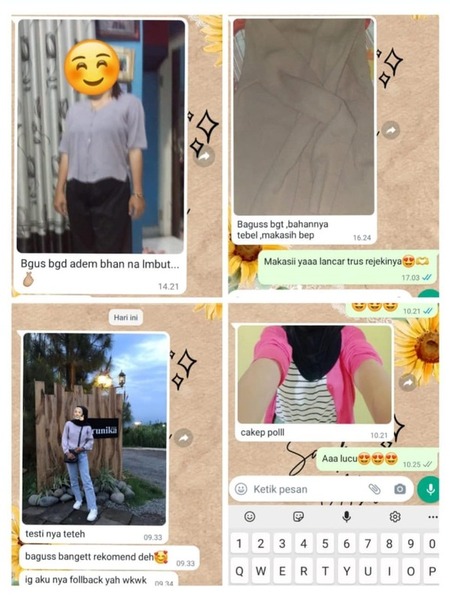 Bgus bgd adem bhan na lmbut...
14.21
Baguss bgt ,bahannya
tebel ,makasih bep
16.24
Makasii yaaa lancar trus rejekinya😍🫶
17.03
Hari ini
runika
testi nya teteh
09.33
baguss bangett rekomend deh🥰
09.33
ig aku nya follback yah wkwk
09.34
10.21
cakep polll
10.21
Aaa lucu😍😍😍
10.25
Ketik pesan
1 2 3 4 5 6 7 8 9 0
Q W E R T Y U I O P